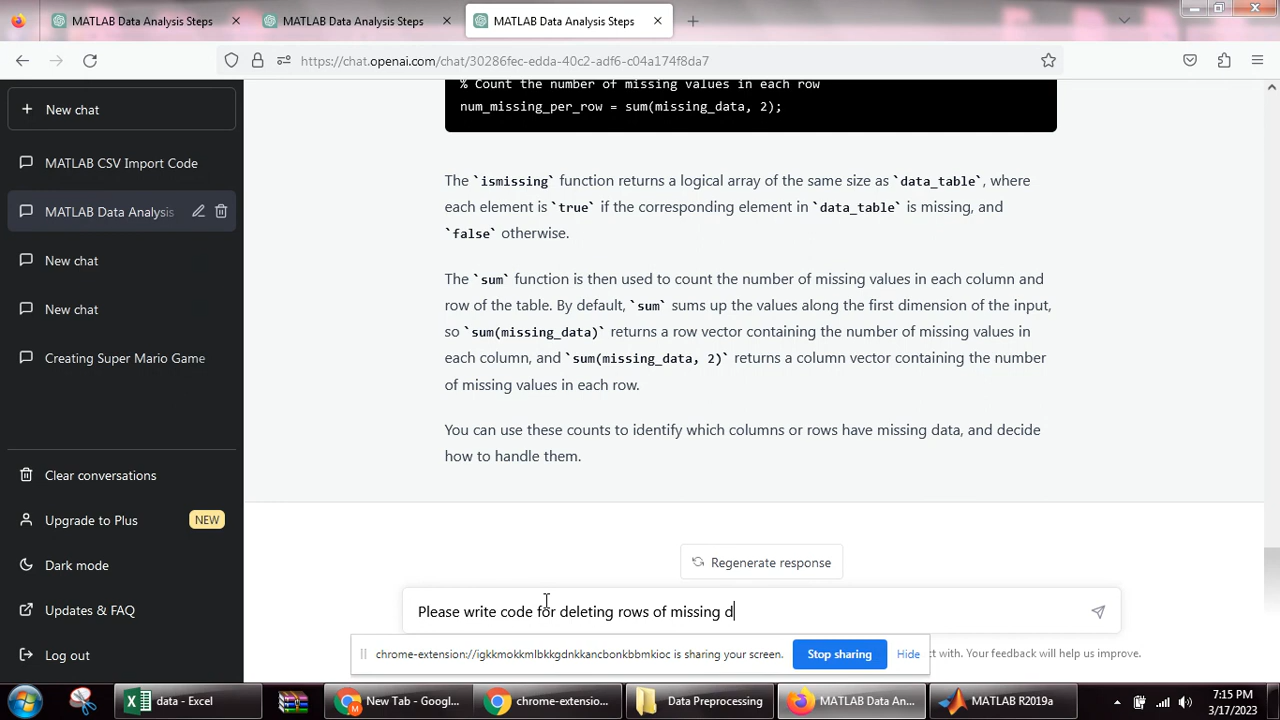 MATLAB Data Analysis Steps
MATLAB Data Analysis Steps
MATLAB Data Analysis Steps
https://chat.openai.com/chat/30286fec-edda-40c2-adf6-c04a174f8da7
New chat
MATLAB CSV Import Code
MATLAB Data Analysis
New chat
New chat
Creating Super Mario Game
Clear conversations
Upgrade to Plus NEW
Dark mode
Updates & FAQ
Log out
% Count the number of missing values in each row
num_missing_per_row = sum(missing_data, 2);
The `ismissing` function returns a logical array of the same size as `data_table`, where
each element is `true` if the corresponding element in `data_table` is missing, and
`false` otherwise.
The `sum` function is then used to count the number of missing values in each column and
row of the table. By default, `sum` sums up the values along the first dimension of the input,
so `sum(missing_data)` returns a row vector containing the number of missing values in
each column, and `sum(missing_data, 2)` returns a column vector containing the number
of missing values in each row.
You can use these counts to identify which columns or rows have missing data, and decide
how to handle them.
Regenerate response
Please write code for deleting rows of missing d
chrome-extension://igkkmokkmlbkkgdnkkancbonkbbmkioc is sharing your screen. Stop sharing Hide
ct with. Your feedback will help us improve.
data - Excel
New Tab - Googl...
chrome-extensio...
Data Preprocessing
MATLAB Data An...
MATLAB R2019a
7:15 PM
3/17/2023